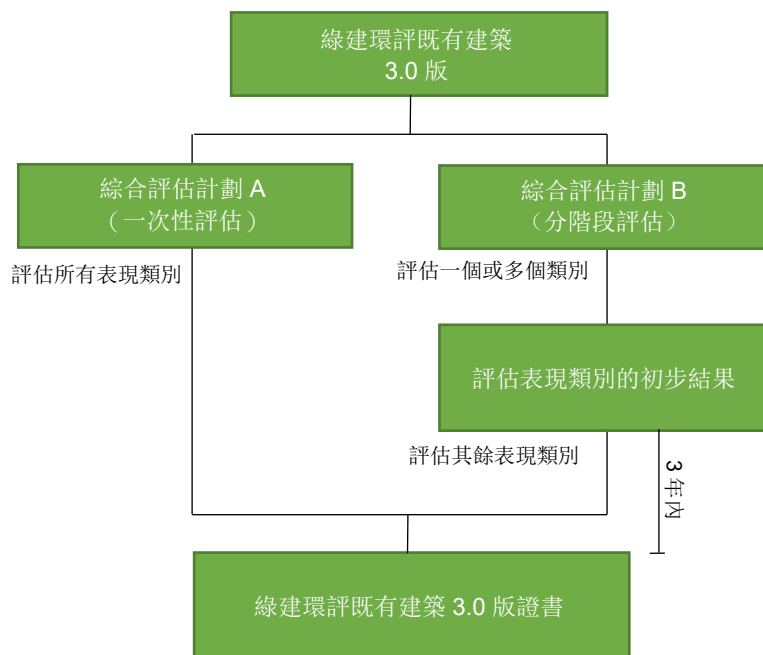 綠建環評既有建築
3.0 版
綜合評估計劃 A
（一次性評估）
綜合評估計劃 B
（分階段評估）
評估所有表現類別
評估一個或多個類別
評估表現類別的初步結果
評估其餘表現類別
3 年內
綠建環評既有建築 3.0 版證書